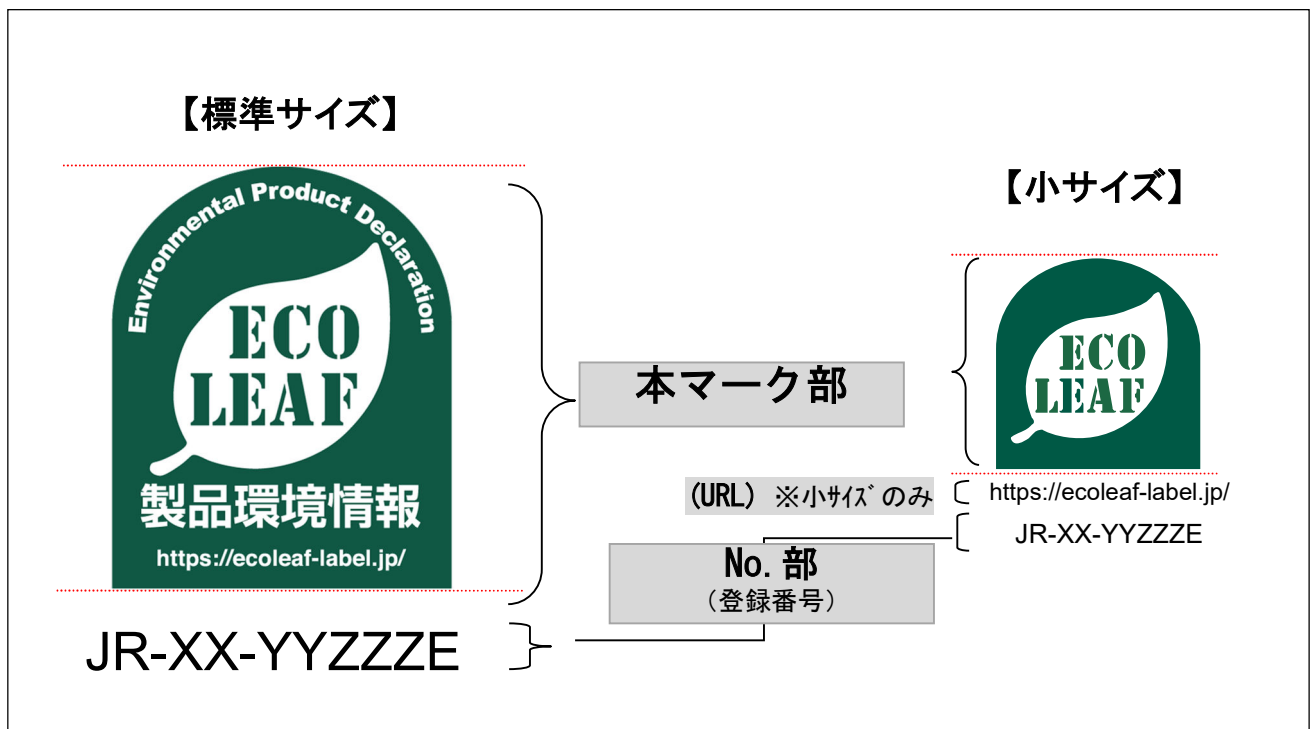 【標準サイズ】
Environmental Product Declaration
ECO
LEAF
製品環境情報
https://ecoleaf-label.jp/
JR-XX-YYZZZE
本マーク部
(URL) ※小ｻｲｽﾞのみ
No.部
（登録番号）
【小サイズ】
ECO
LEAF
https://ecoleaf-label.jp/
JR-XX-YYZZZE